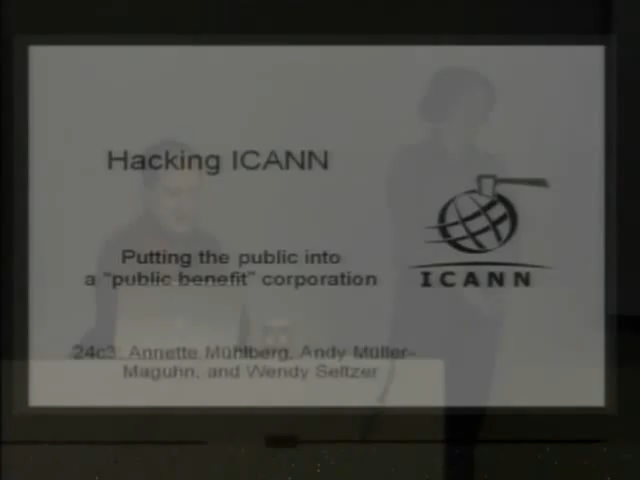 Hacking ICANN
Putting the public into
a "public benefit" corporation
ICANN
24c3: Annette Mühlberg, Andy Müller-
Maguhn, and Wendy Seltzer